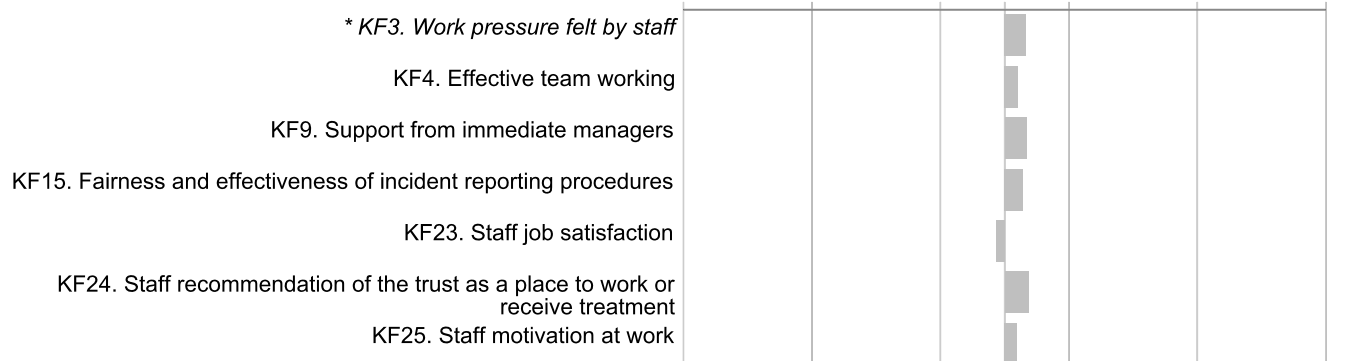 * KF3. Work pressure felt by staff
KF4. Effective team working
KF9. Support from immediate managers
KF15. Fairness and effectiveness of incident reporting procedures
KF23. Staff job satisfaction
KF24. Staff recommendation of the trust as a place to work or
receive treatment
KF25. Staff motivation at work